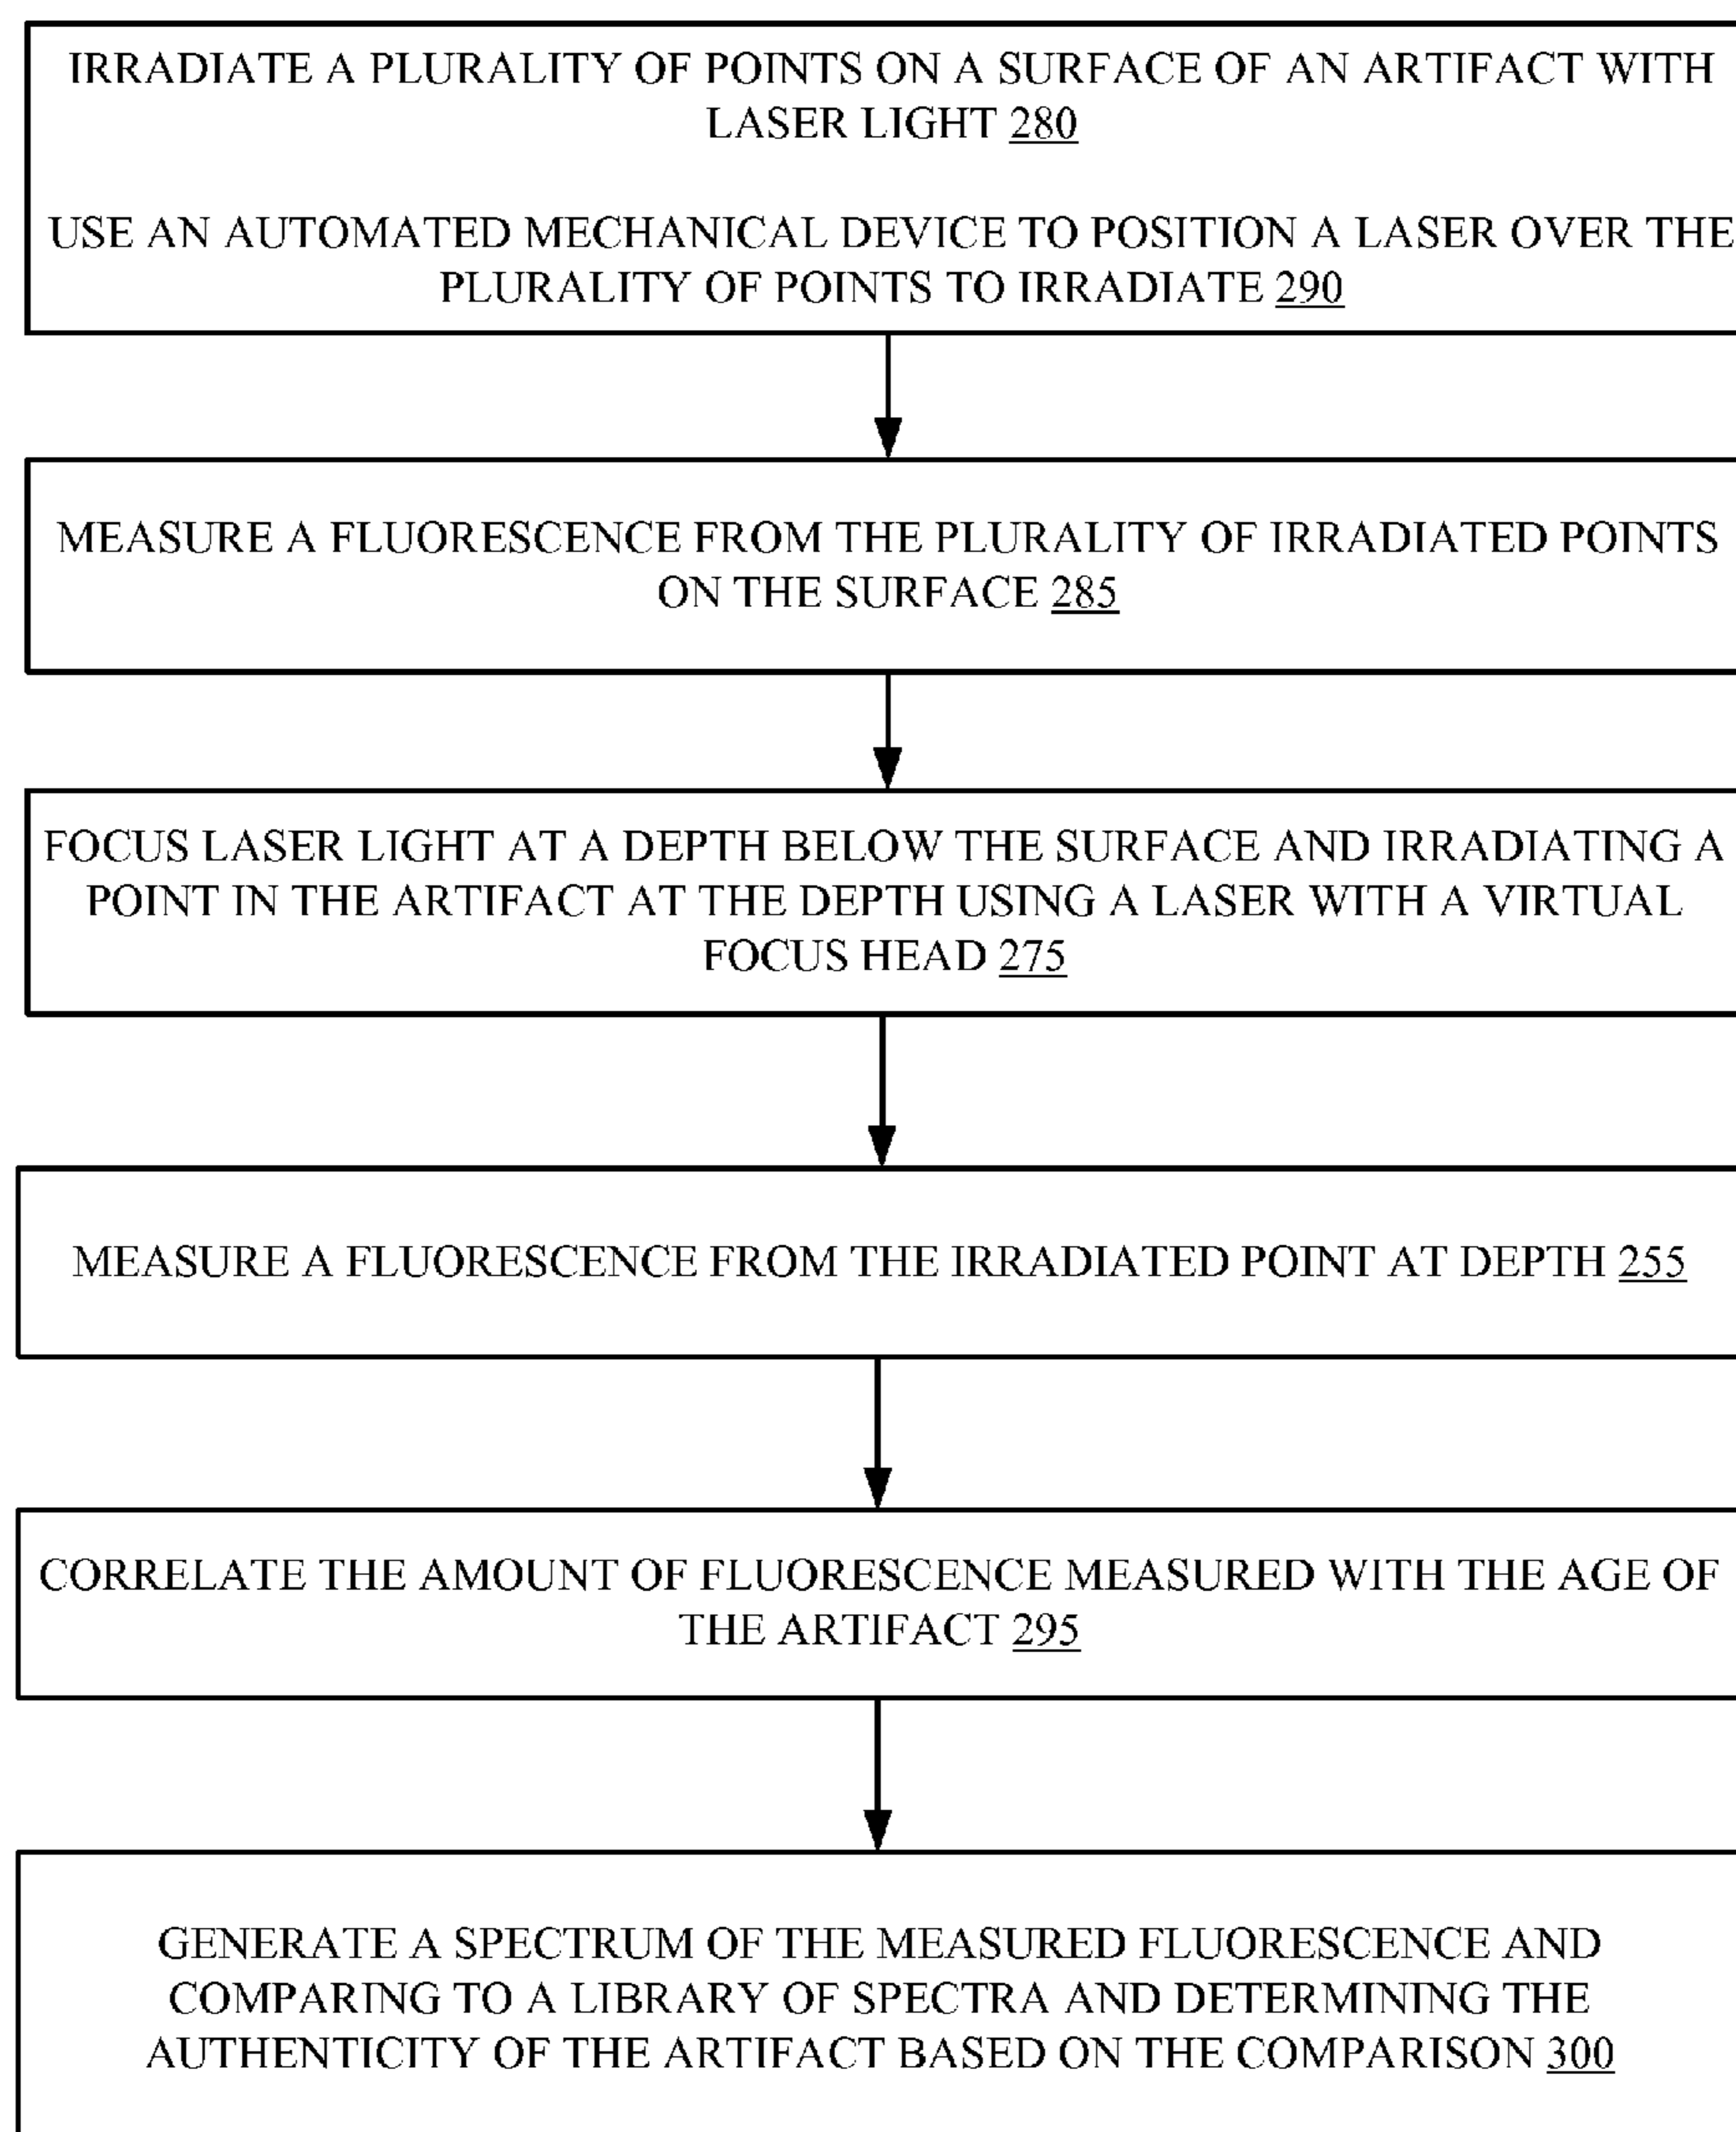 IRRADIATE A PLURALITY OF POINTS ON A SURFACE OF AN ARTIFACT WITH
LASER LIGHT 280
USE AN AUTOMATED MECHANICAL DEVICE TO POSITION A LASER OVER THE
PLURALITY OF POINTS TO IRRADIATE 290
MEASURE A FLUORESCENCE FROM THE PLURALITY OF IRRADIATED POINTS
ON THE SURFACE 285
FOCUS LASER LIGHT AT A DEPTH BELOW THE SURFACE AND IRRADIATING A
POINT IN THE ARTIFACT AT THE DEPTH USING A LASER WITH A VIRTUAL
FOCUS HEAD 275
MEASURE A FLUORESCENCE FROM THE IRRADIATED POINT AT DEPTH 255
CORRELATE THE AMOUNT OF FLUORESCENCE MEASURED WITH THE AGE OF
THE ARTIFACT 295
GENERATE A SPECTRUM OF THE MEASURED FLUORESCENCE AND
COMPARING TO A LIBRARY OF SPECTRA AND DETERMINING THE
AUTHENTICITY OF THE ARTIFACT BASED ON THE COMPARISON 300